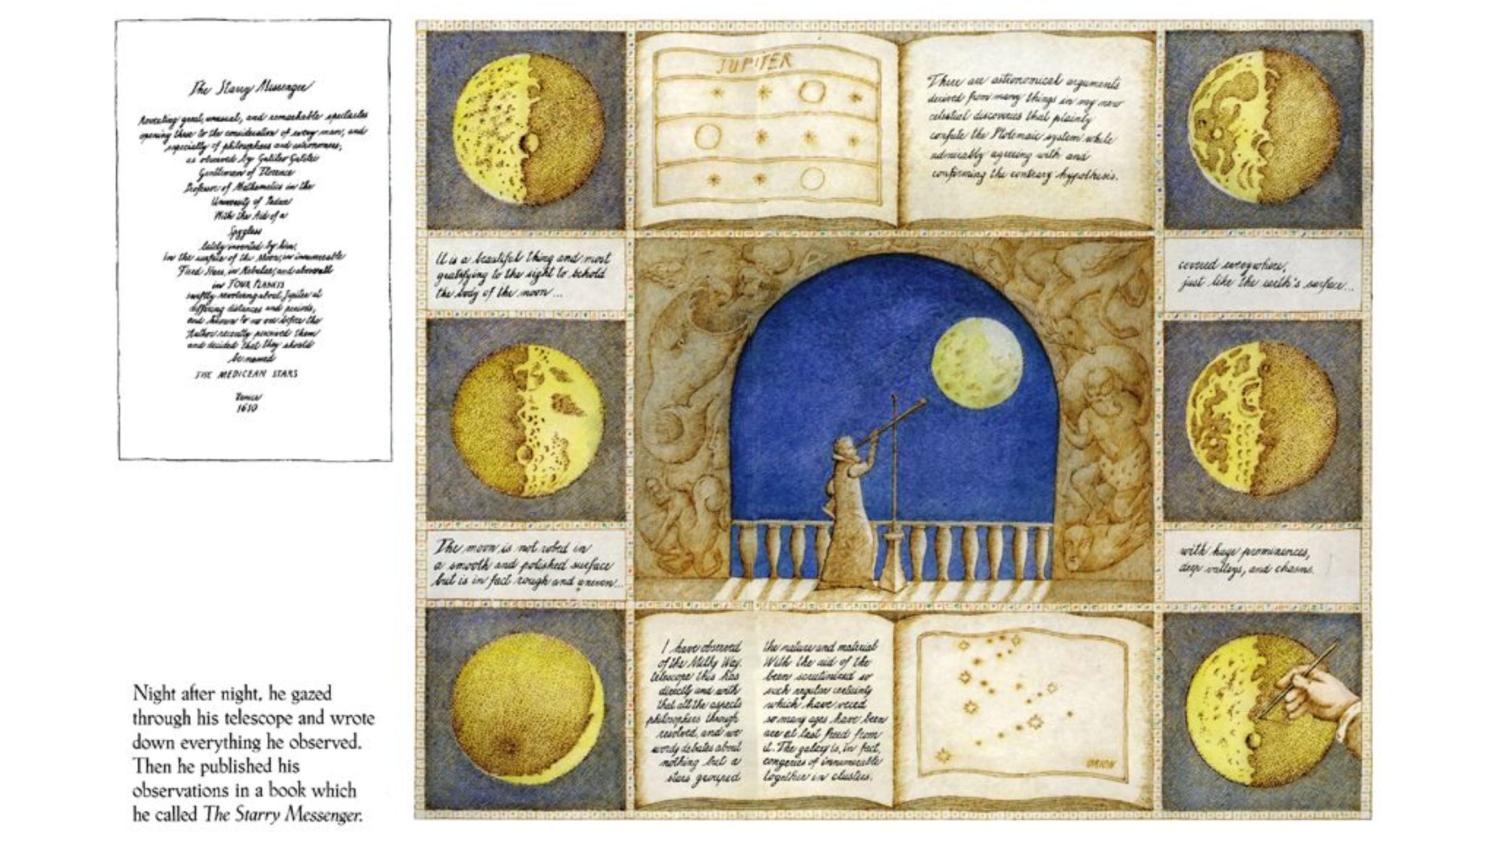 The Starry Messenger
Revealing great, unusual, and remarkable spectacles
opening these to the consideration of every man, and
especially of philosophers and astronomers;
as observed by Galileo Galilei
Gentleman of Florence
Professor of Mathematics in the
University of Padua
With the Aid of a
Spyglass
lately invented by him,
In the surface of the Moon, in innumerable
Fixed Stars, in Nebulae, and above all
in FOUR PLANETS
swiftly revolving about Jupiter at
differing distances and periods,
and known to no one before the
Author recently perceived them
and decided that they should
be named
THE MEDICEAN STARS
Venice
1610
Night after night, he gazed
through his telescope and wrote
down everything he observed.
Then he published his
observations in a book which
he called The Starry Messenger.
JUPITER
There are astronomical arguments
derived from many things in my new
celestial discoveries that plainly
confute the Ptolemaic system while
admirably agreeing with and
confirming the contrary hypothesis.
It is a beautiful thing and most
gratifying to the sight to behold
the body of the moon...
covered everywhere,
just like the earth's surface...
The moon is not robed in
a smooth and polished surface
but is in fact rough and uneven...
with huge prominences,
deep valleys, and chasms.
I have observed
of the Milky Way.
telescope this has
directly and with
that all the aspects
philosophers through
resolved, and we
wordy debates about
nothing but a
stars grouped
the nature and material
With the aid of the
been scrutinized so
such regular certainty
which have vexed
so many ages have been
are at last freed from
it. The galaxy is, in fact,
congeries of innumerable
together in clusters.
ORION